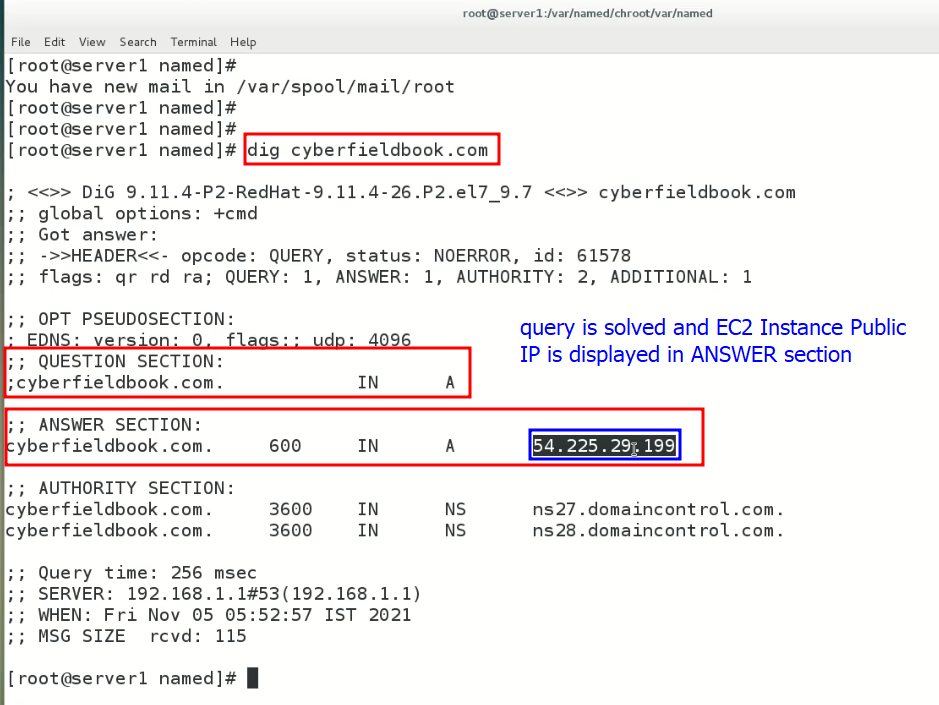 root@server1:/var/named/chroot/var/named
File Edit View Search Terminal Help
[root@server1 named]#
You have new mail in /var/spool/mail/root
[root@server1 named]#
[root@server1 named]#
[root@server1 named]# dig cyberfieldbook.com
; <<>> DiG 9.11.4-P2-RedHat-9.11.4-26.P2.el7_9.7 <<>> cyberfieldbook.com
;; global options: +cmd
;; Got answer:
;; ->>HEADER<<- opcode: QUERY, status: NOERROR, id: 61578
;; flags: qr rd ra; QUERY: 1, ANSWER: 1, AUTHORITY: 2, ADDITIONAL: 1
;; OPT PSEUDOSECTION:
; EDNS: version: 0, flags:; udp: 4096
query is solved and EC2 Instance Public
IP is displayed in ANSWER section
;; QUESTION SECTION:
;cyberfieldbook.com. IN A
;; ANSWER SECTION:
cyberfieldbook.com. 600 IN A 54.225.29.199
;; AUTHORITY SECTION:
cyberfieldbook.com. 3600 IN NS ns27.domaincontrol.com.
cyberfieldbook.com. 3600 IN NS ns28.domaincontrol.com.
;; Query time: 256 msec
;; SERVER: 192.168.1.1#53(192.168.1.1)
;; WHEN: Fri Nov 05 05:52:57 IST 2021
;; MSG SIZE rcvd: 115
[root@server1 named]#